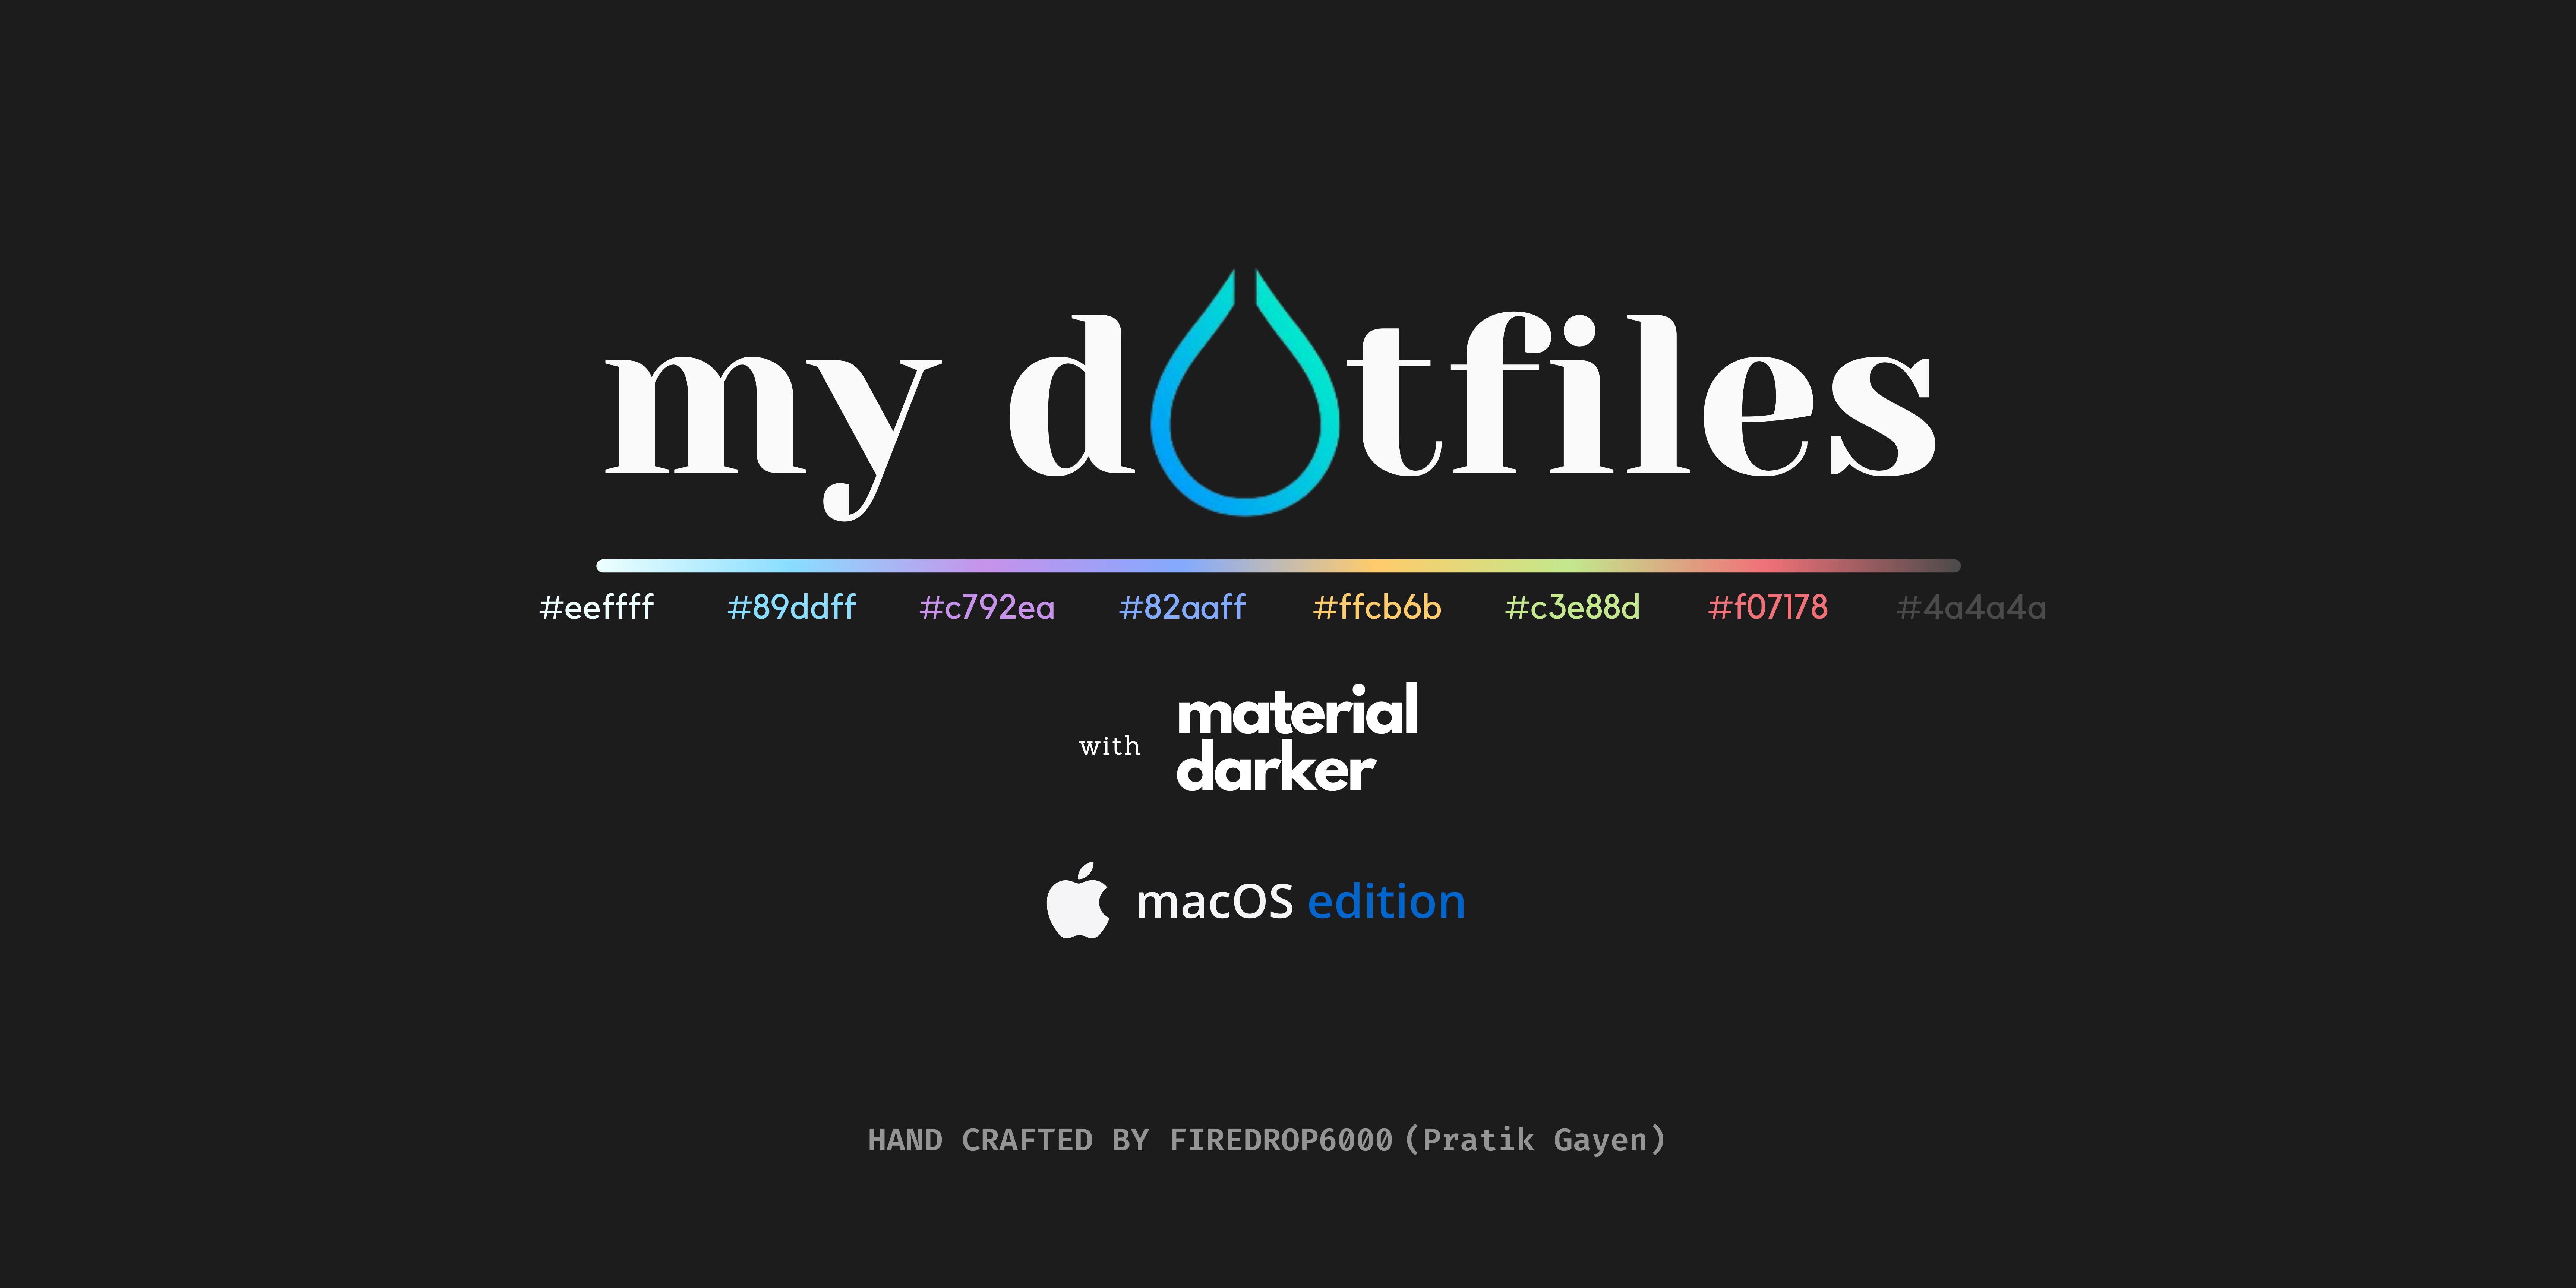 my dotfiles
#eeffff #89ddff #c792ea #82aaff #ffcb6b #c3e88d #f07178 #4a4a4a
with material
darker
macOS edition
HAND CRAFTED BY FIREDROP6000 (Pratik Gayen)